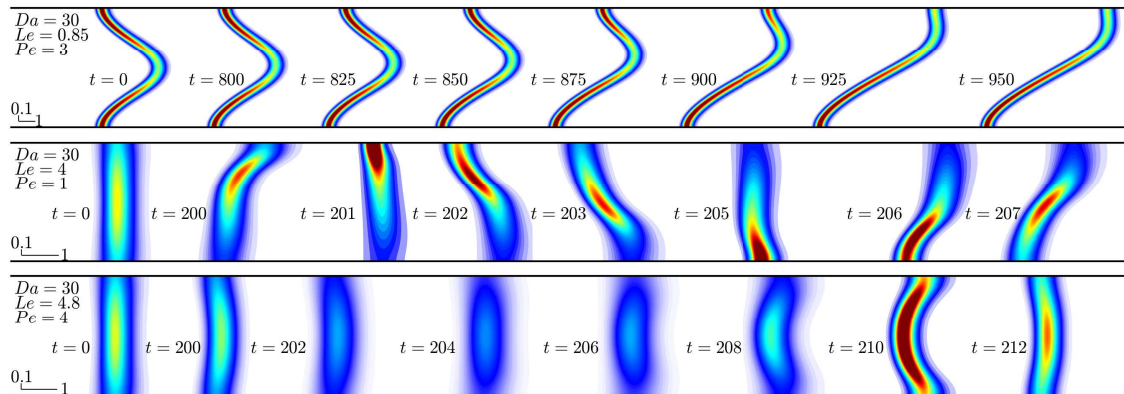 Da = 30
Le = 0.85
Pe = 3
t = 0
t = 800
t = 825
t = 850
t = 875
t = 900
t = 925
t = 950
0.1
1
Da = 30
Le = 4
Pe = 1
t = 0
t = 200
t = 201
t = 202
t = 203
t = 205
t = 206
t = 207
0.1
1
Da = 30
Le = 4.8
Pe = 4
t = 0
t = 200
t = 202
t = 204
t = 206
t = 208
t = 210
t = 212
0.1
1